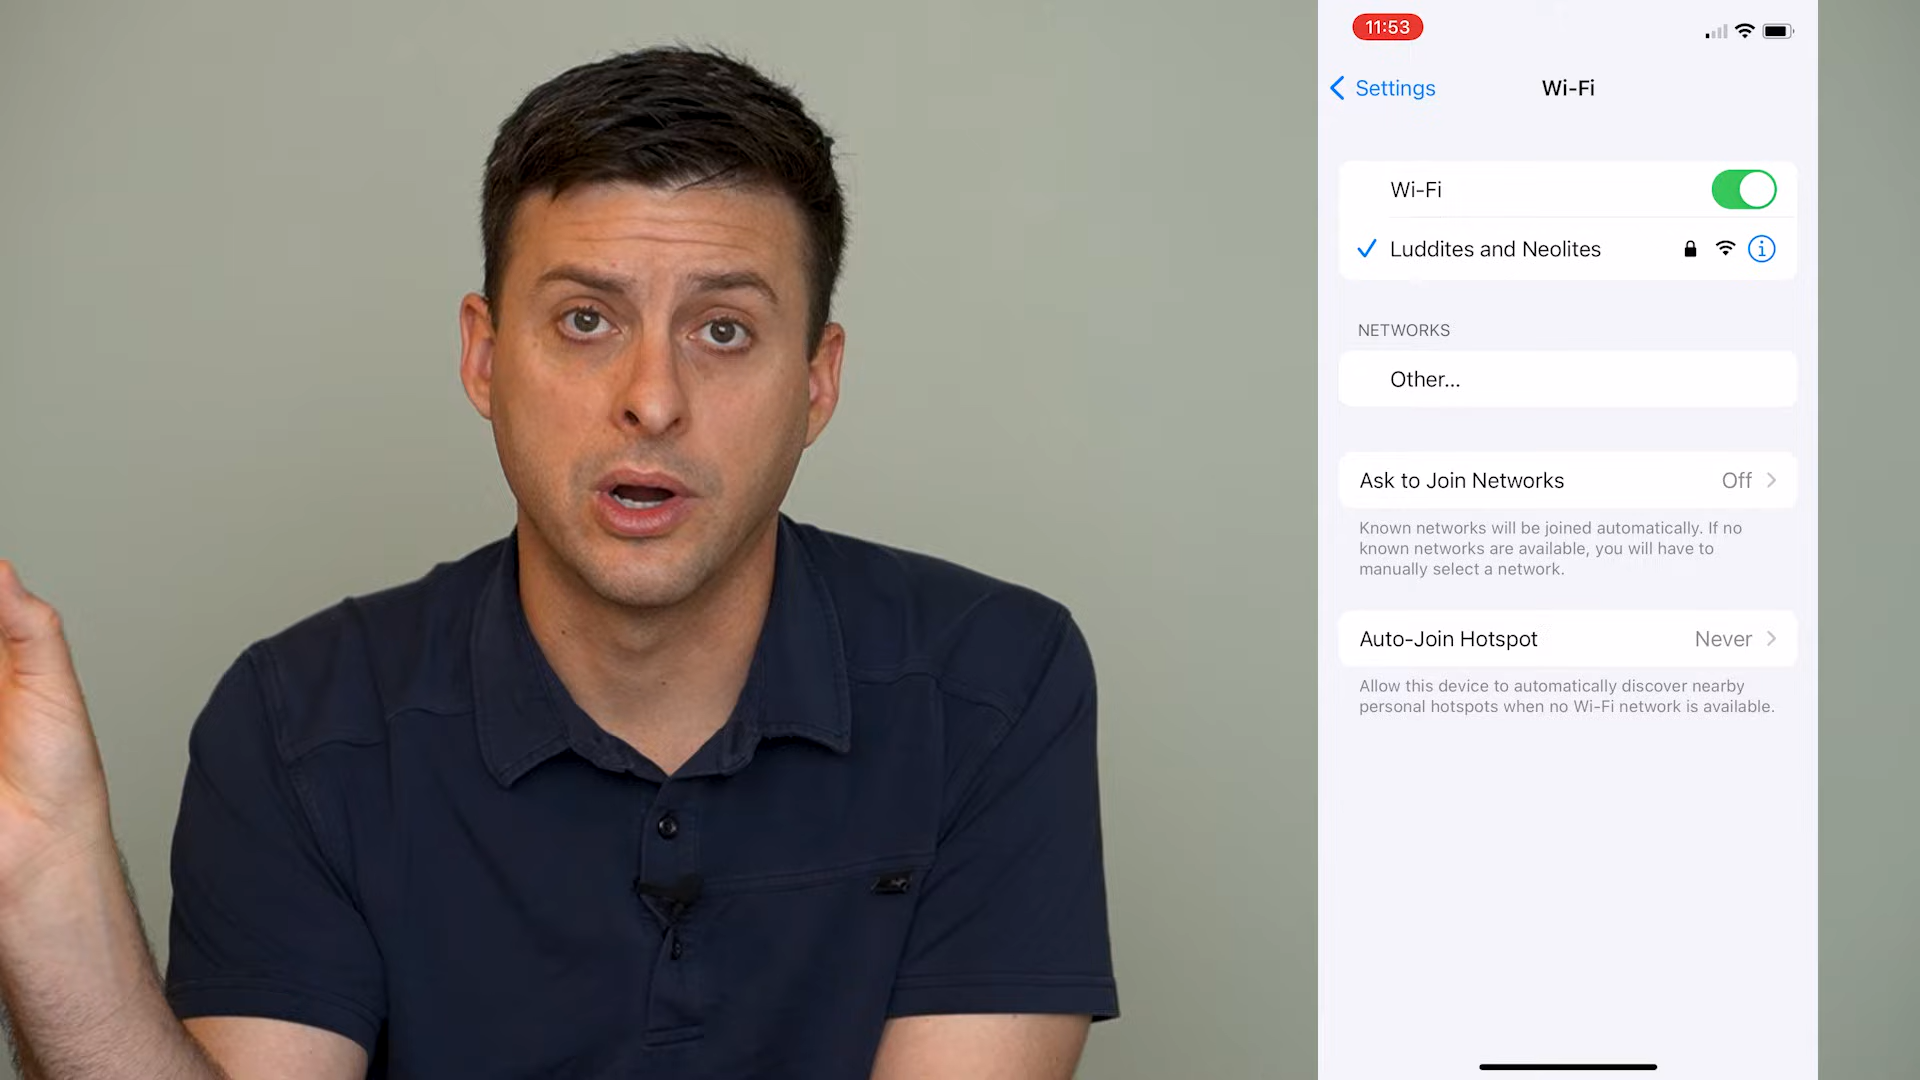 11:53
Settings
Wi-Fi
Wi-Fi
Luddites and Neolites
NETWORKS
Other...
Ask to Join Networks
Off
Known networks will be joined automatically. If no
known networks are available, you will have to
manually select a network.
Auto-Join Hotspot
Never
Allow this device to automatically discover nearby
personal hotspots when no Wi-Fi network is available.